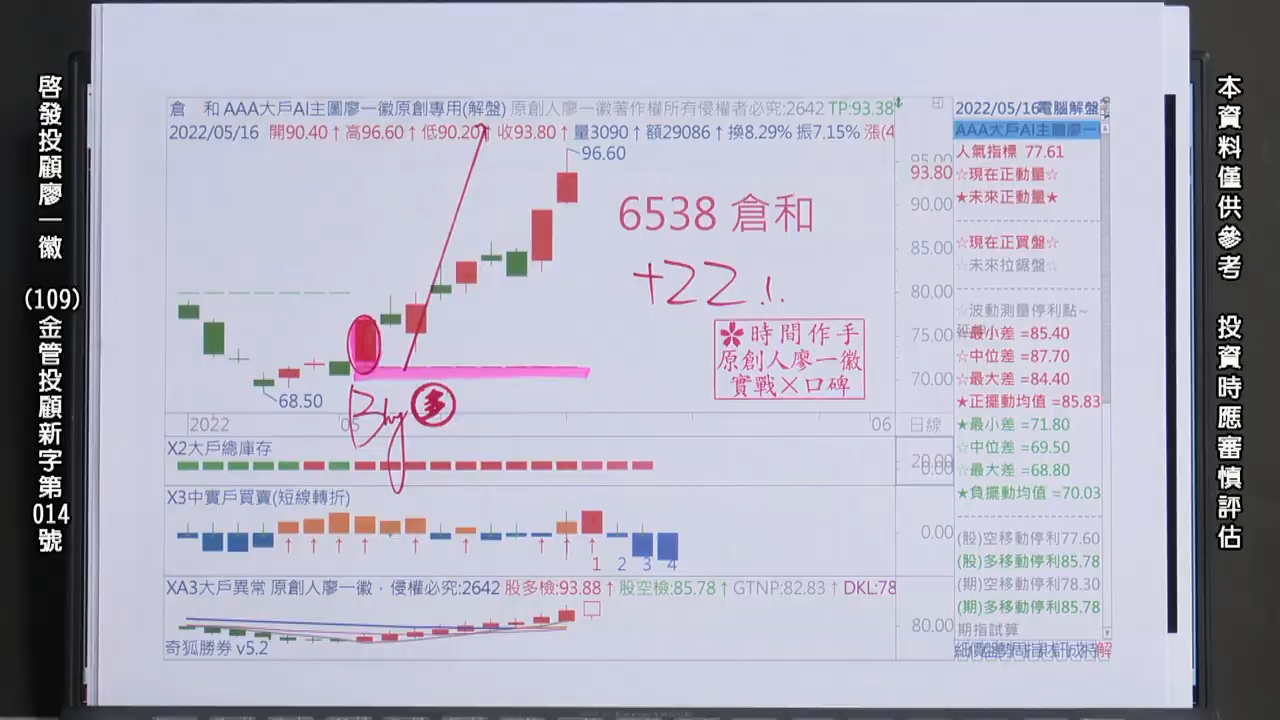 啓發投顧廖一徽 (109)金管投顧新字第014號
本資料僅供參考 投資時應審慎評估
倉 和 AAA大戶AI主圖廖一徽原創專用(解盤) 原創人廖一徽著作權所有侵權者必究:2642 TP:93.38
2022/05/16 開90.40↑ 高96.60↑ 低90.20↑ 收93.80↑ 量3090↑ 額29086↑ 換8.29% 振7.15% 漲(4
96.60
6538 倉和
+22%
時間作手
原創人廖一徽
實戰×口碑
68.50
Buy 多
95.00
93.80
90.00
85.00
80.00
75.00
70.00
2022
05
06
日線
X2大戶總庫存
20.00
0.00
X3中實戶買賣(短線轉折)
0.00
1 2 3 4
XA3大戶異常 原創人廖一徽．侵權必究:2642 股多檢:93.88↑ 股空檢:85.78↑ GTNP:82.83↑ DKL:78
80.00
奇狐勝券 v5.2
2022/05/16電腦解盤
AAA大戶AI主圖廖一
人氣指標 77.61
☆現在正動量☆
★未來正動量★
☆現在正買盤☆
☆未來拉鋸盤☆
☆波動測量停利點~
最小差 =85.40
☆中位差 =87.70
☆最大差 =84.40
★正擺動均值 =85.83
★最小差 =71.80
☆中位差 =69.50
☆最大差 =68.80
★負擺動均值 =70.03
(股)空移動停利77.60
(股)多移動停利85.78
(期)空移動停利78.30
(期)多移動停利85.78
期指試算